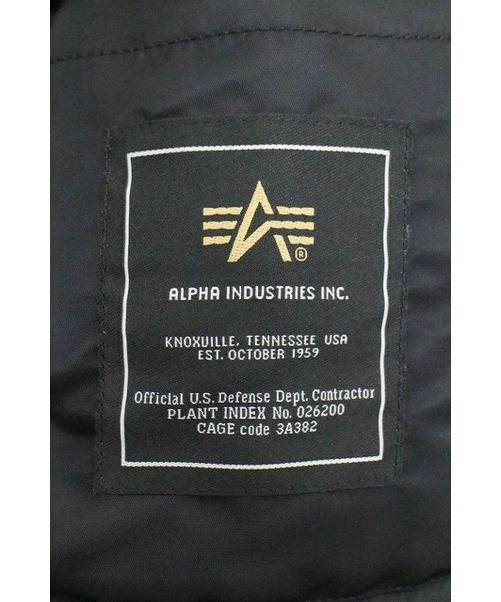 ®
ALPHA INDUSTRIES INC.
KNOXUILLE, TENNESSEE USA
EST. OCTOBER 1959
Official U.S. Defense Dept. Contractor
PLANT INDEX No. 026200
CAGE code 3A382